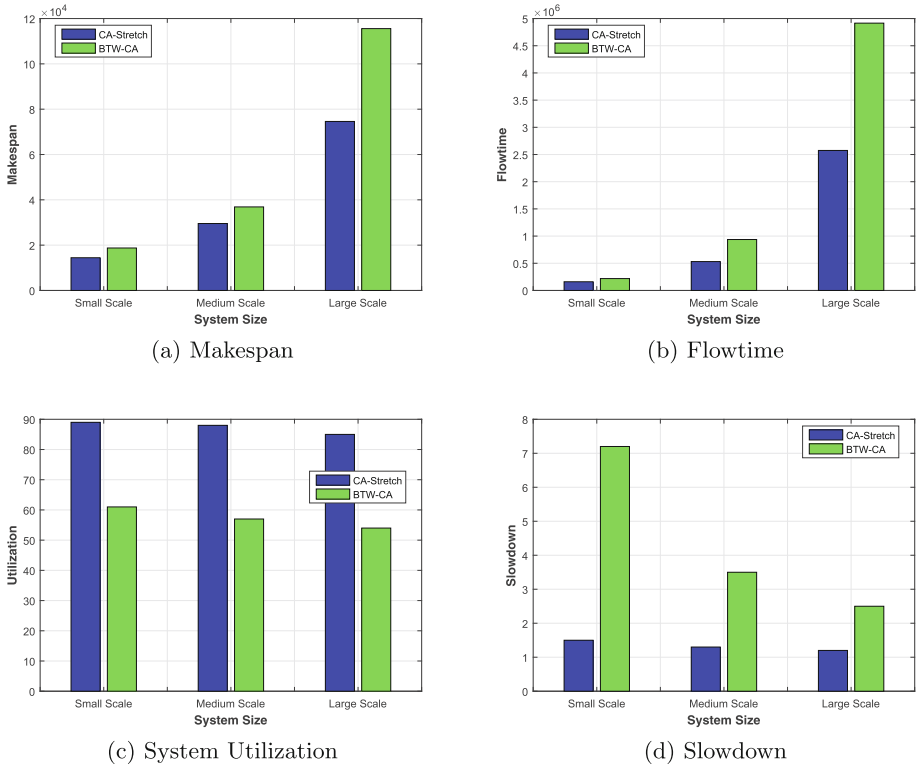 ×10^4
12
10
8
6
4
2
0
Makespan
CA-Stretch
BTW-CA
Small Scale Medium Scale Large Scale
System Size
(a) Makespan
×10^6
5
4.5
4
3.5
3
2.5
2
1.5
1
0.5
0
Flowtime
CA-Stretch
BTW-CA
Small Scale Medium Scale Large Scale
System Size
(b) Flowtime
90
80
70
60
50
40
30
20
10
0
Utilization
CA-Stretch
BTW-CA
Small Scale Medium Scale Large Scale
System Size
(c) System Utilization
8
7
6
5
4
3
2
1
0
Slowdown
CA-Stretch
BTW-CA
Small Scale Medium Scale Large Scale
System Size
(d) Slowdown